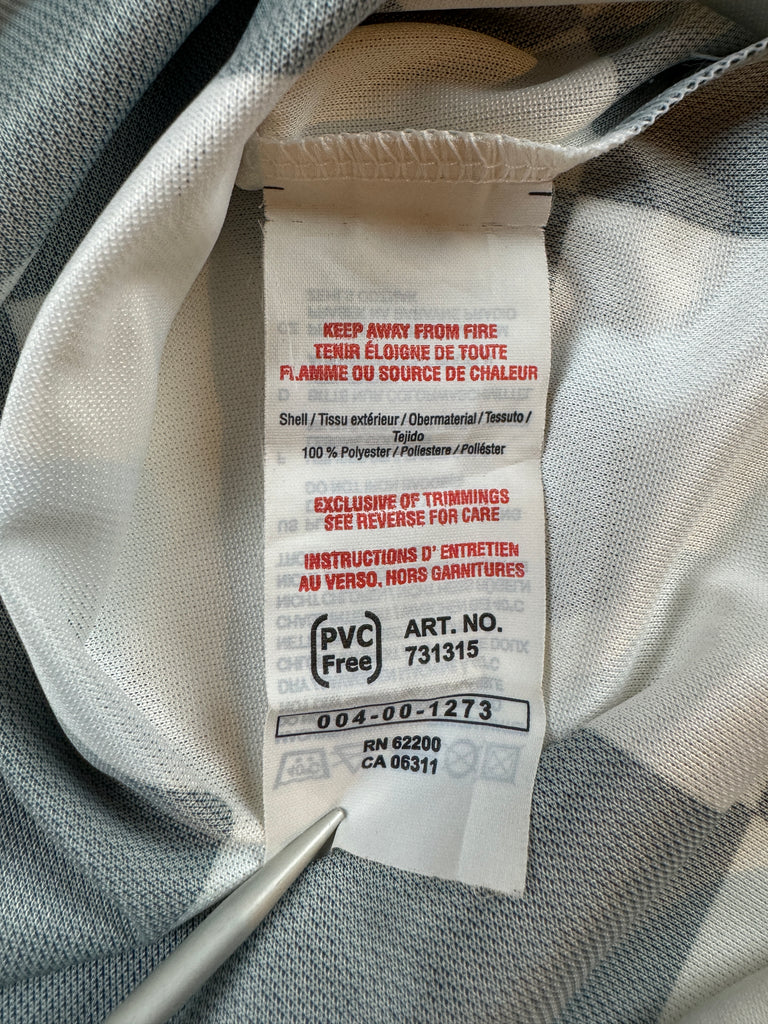 KEEP AWAY FROM FIRE
TENIR ÉLOIGNE DE TOUTE
FLAMME OU SOURCE DE CHALEUR
Shell / Tissu extérieur / Obermaterial / Tessuto /
Tejido
100 % Polyester / Poliestere / Poliéster
EXCLUSIVE OF TRIMMINGS
SEE REVERSE FOR CARE
INSTRUCTIONS D' ENTRETIEN
AU VERSO, HORS GARNITURES
PVC
Free
ART. NO.
731315
004-00-1273
RN 62200
CA 06311